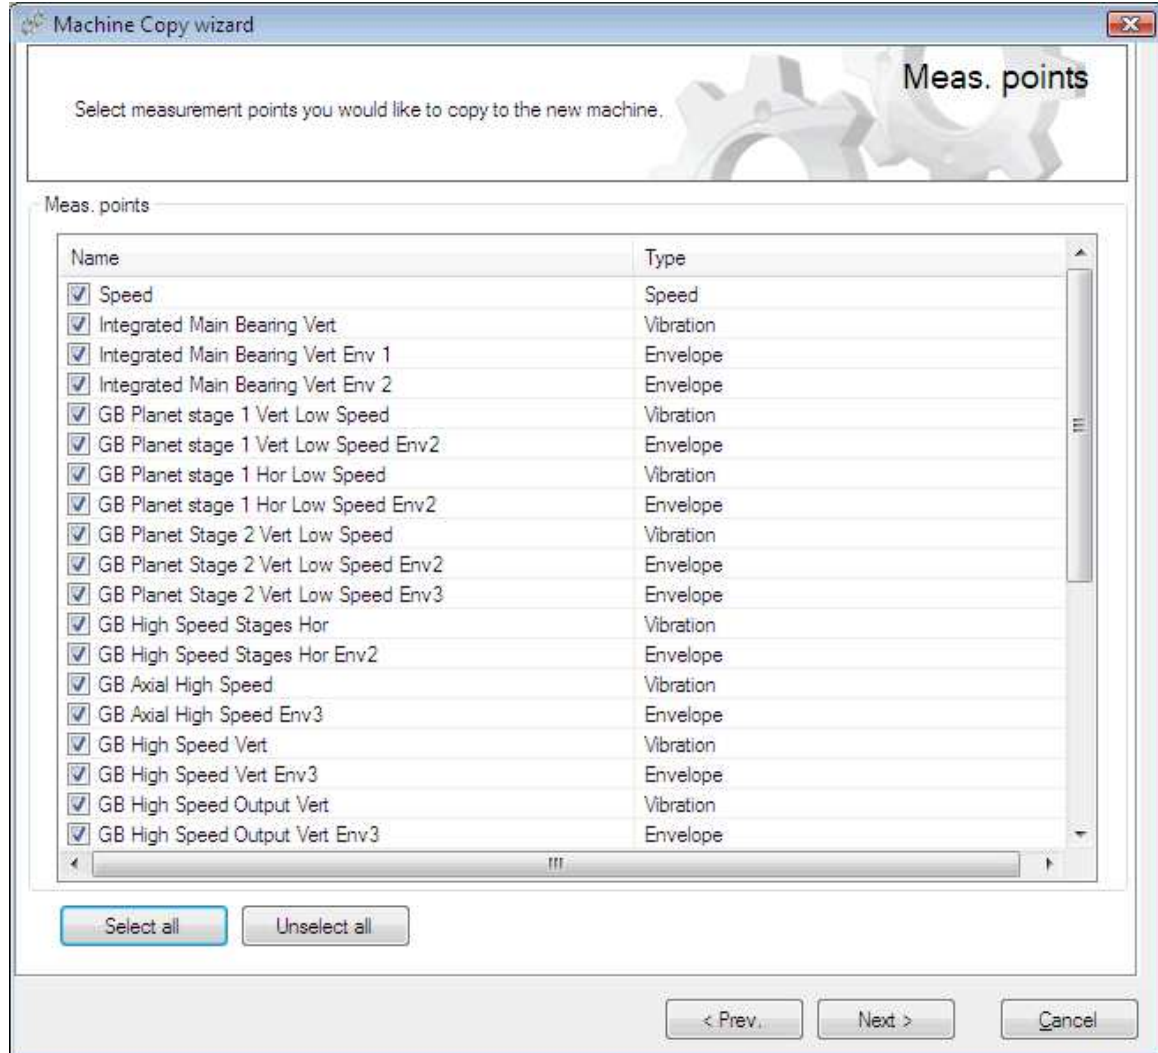 Machine Copy wizard
Meas. points
Select measurement points you would like to copy to the new machine.
Meas. points
Name Type
Speed Speed
Integrated Main Bearing Vert Vibration
Integrated Main Bearing Vert Env 1 Envelope
Integrated Main Bearing Vert Env 2 Envelope
GB Planet stage 1 Vert Low Speed Vibration
GB Planet stage 1 Vert Low Speed Env2 Envelope
GB Planet stage 1 Hor Low Speed Vibration
GB Planet stage 1 Hor Low Speed Env2 Envelope
GB Planet Stage 2 Vert Low Speed Vibration
GB Planet Stage 2 Vert Low Speed Env2 Envelope
GB Planet Stage 2 Vert Low Speed Env3 Envelope
GB High Speed Stages Hor Vibration
GB High Speed Stages Hor Env2 Envelope
GB Axial High Speed Vibration
GB Axial High Speed Env3 Envelope
GB High Speed Vert Vibration
GB High Speed Vert Env3 Envelope
GB High Speed Output Vert Vibration
GB High Speed Output Vert Env3 Envelope
Select all Unselect all
< Prev. Next > Cancel